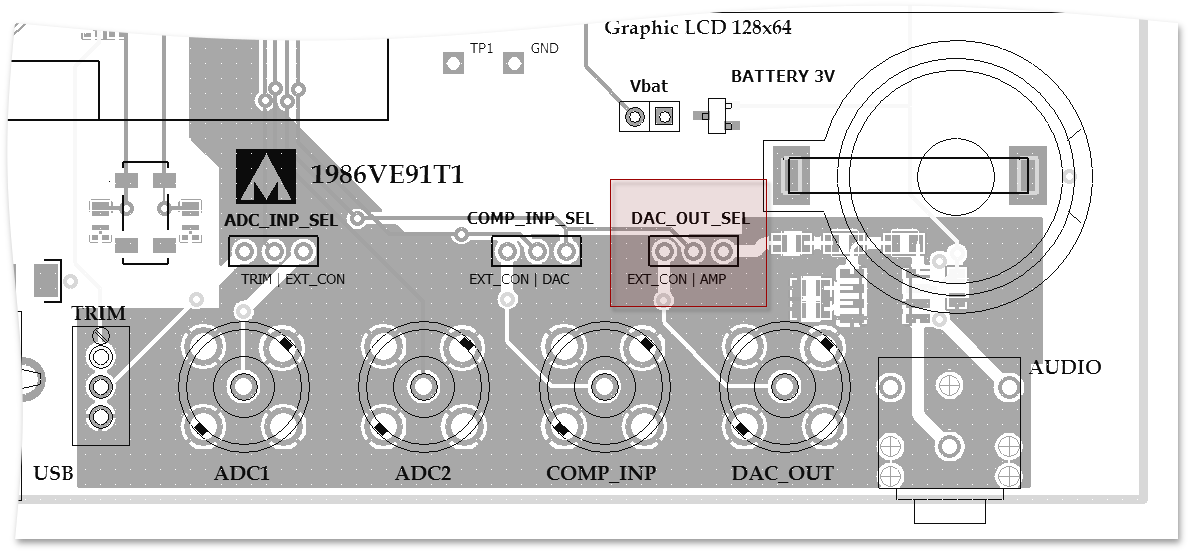 Graphic LCD 128x64
TP1
GND
BATTERY 3V
Vbat
1986VE91T1
ADC_INP_SEL
COMP_INP_SEL
DAC_OUT_SEL
TRIM | EXT_CON
EXT_CON | DAC
EXT_CON | AMP
TRIM
AUDIO
USB
ADC1
ADC2
COMP_INP
DAC_OUT